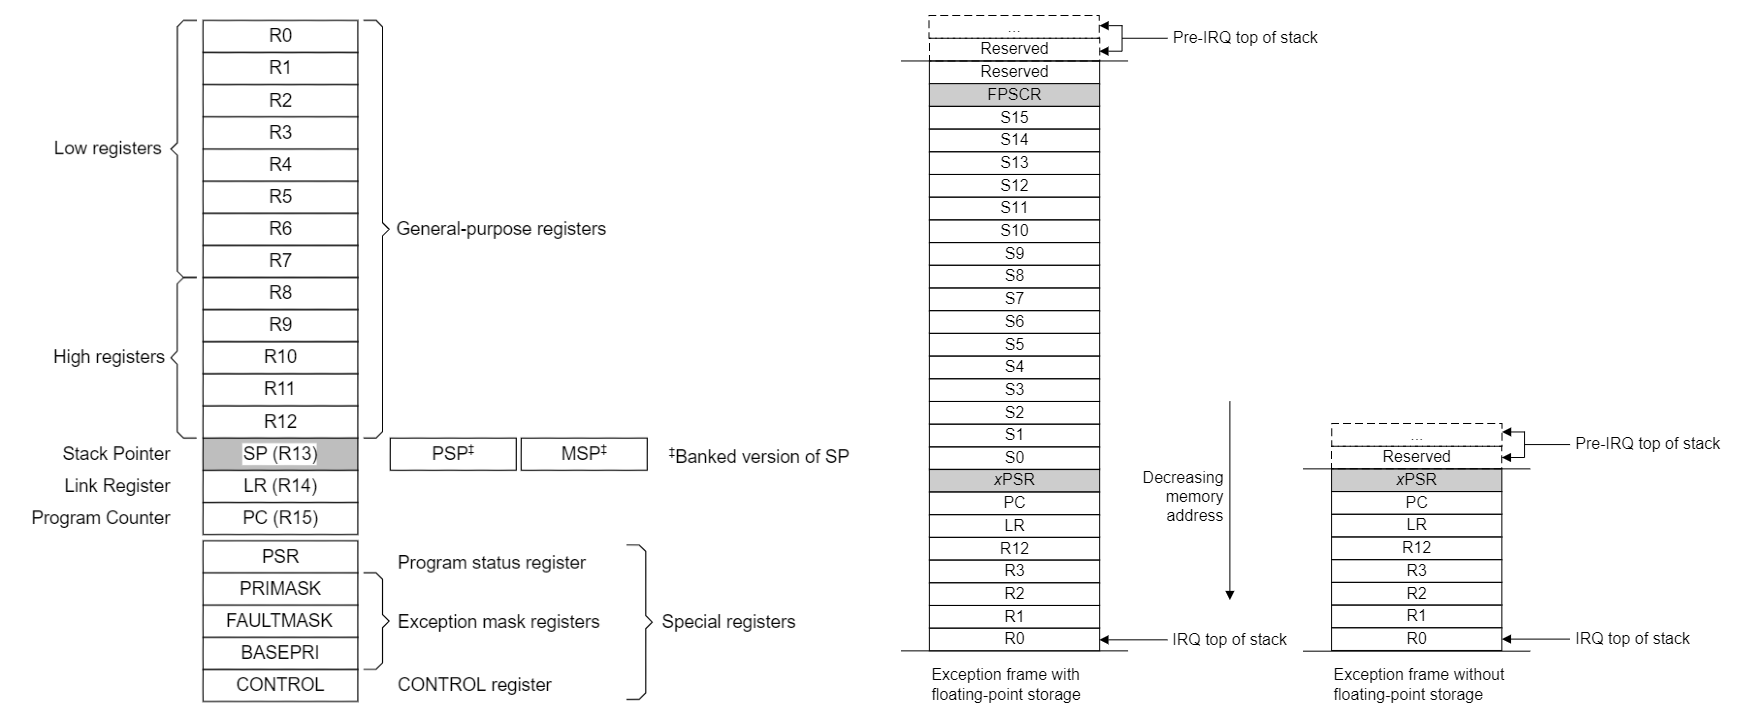 R0
R1
R2
R3
R4
R5
R6
R7
R8
R9
R10
R11
R12
Low registers
High registers
General-purpose registers
Stack Pointer
SP (R13)
PSP‡
MSP‡
‡Banked version of SP
Link Register
LR (R14)
Program Counter
PC (R15)
PSR
Program status register
PRIMASK
FAULTMASK
BASEPRI
Exception mask registers
Special registers
CONTROL
CONTROL register
...
Reserved
Pre-IRQ top of stack
Reserved
FPSCR
S15
S14
S13
S12
S11
S10
S9
S8
S7
S6
S5
S4
S3
S2
S1
S0
xPSR
PC
LR
R12
R3
R2
R1
R0
IRQ top of stack
Exception frame with
floating-point storage
Decreasing
memory
address
...
Reserved
Pre-IRQ top of stack
xPSR
PC
LR
R12
R3
R2
R1
R0
IRQ top of stack
Exception frame without
floating-point storage